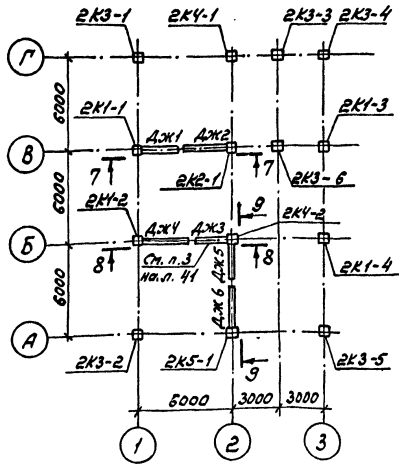 2К3-1 2К4-1 2К3-3 2К3-4
Г
6000
2К1-1 ДЖ1 ДЖ2 2К1-3
В
7 7
2К2-1 2К3-6
6000
2К1-2 9 2К4-2
ДЖ4 ДЖ3
Б
8 8
См. п.3
на л. 41
ДЖ5
2К1-4
6000
ДЖ6
А
2К3-2 2К5-1 9 2К3-5
6000 3000 3000
1 2 3